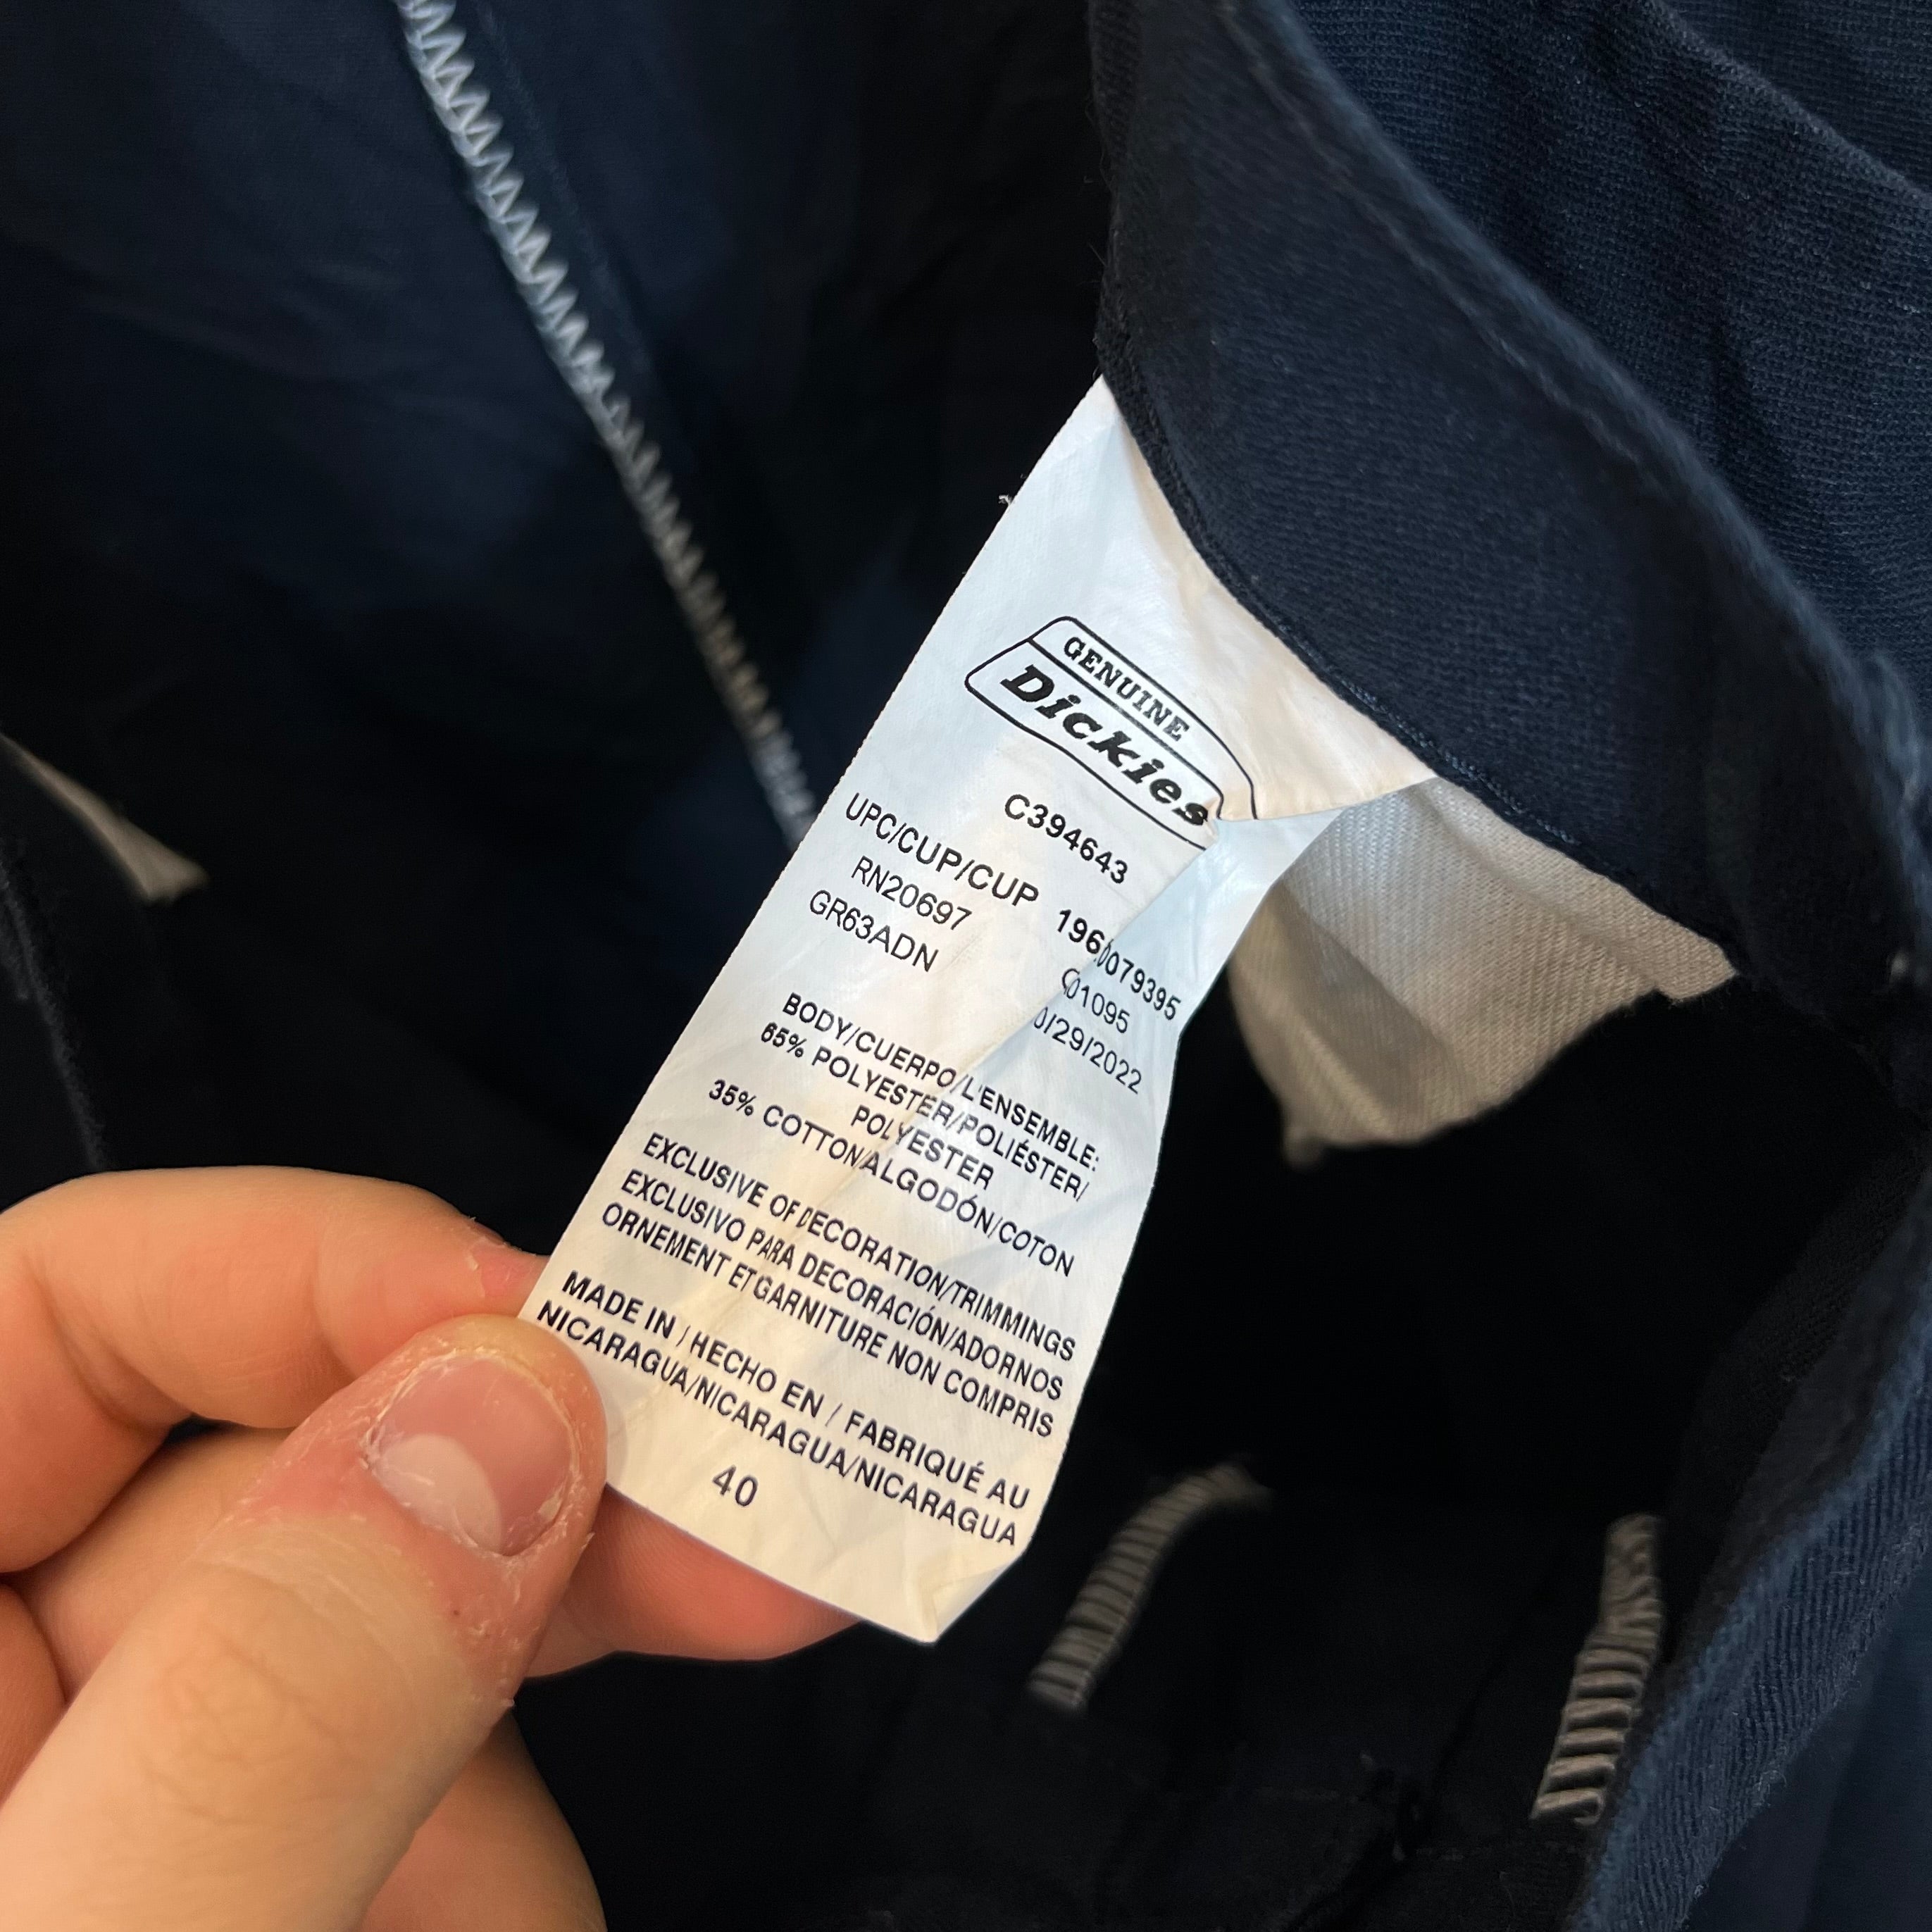 GENUINE
Dickies
C394643
UPC/CUP/CUP
RN20697 01095
GR63ADN /29/2022
BODY/CUERPO/L'ENSEMBLE:
65% POLYESTER/POLIÉSTER/
POLYESTER
35% COTTON/ALGODÓN/COTON
EXCLUSIVE OF DECORATION/TRIMMINGS
EXCLUSIVO PARA DECORACIÓN/ADORNOS
ORNEMENT ET GARNITURE NON COMPRIS
MADE IN / HECHO EN / FABRIQUÉ AU
NICARAGUA/NICARAGUA/NICARAGUA
40